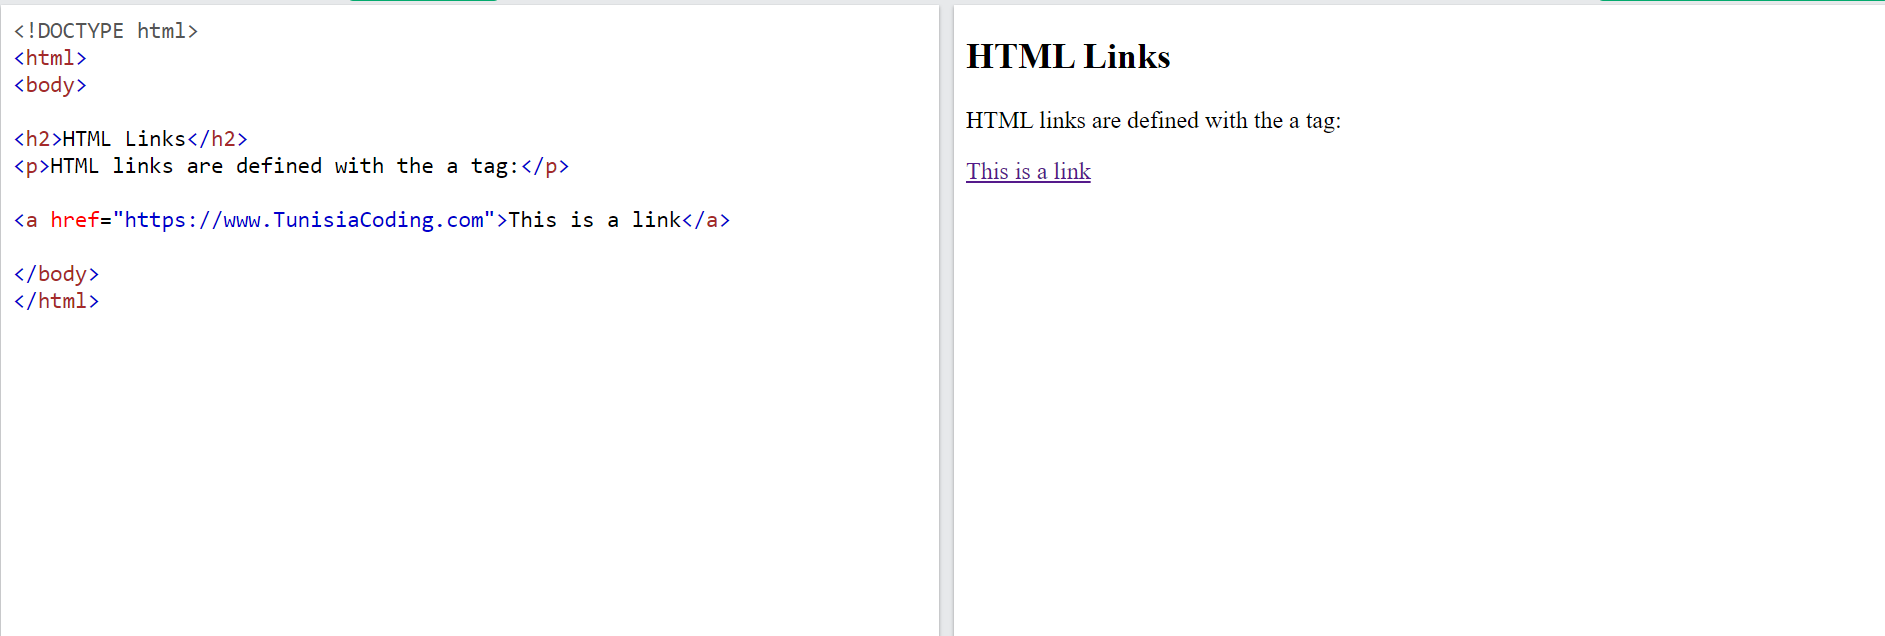 <!DOCTYPE html>
<html>
<body>
<h2>HTML Links</h2>
<p>HTML links are defined with the a tag:</p>
<a href="https://www.TunisiaCoding.com">This is a link</a>
</body>
</html>
HTML Links
HTML links are defined with the a tag:
This is a link